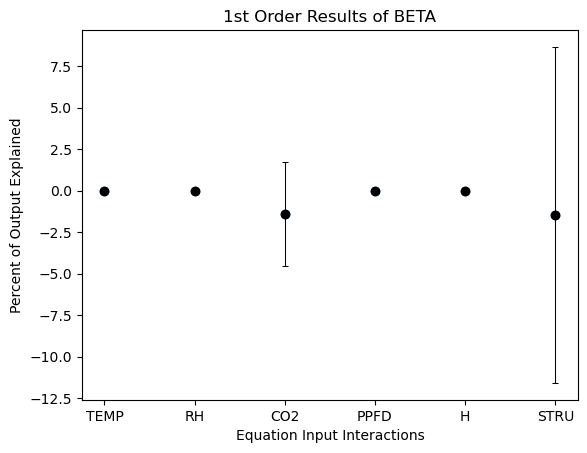 1st Order Results of BETA
Percent of Output Explained
7.5
5.0
2.5
0.0
−2.5
−5.0
−7.5
−10.0
−12.5
TEMP RH CO2 PPFD H STRU
Equation Input Interactions